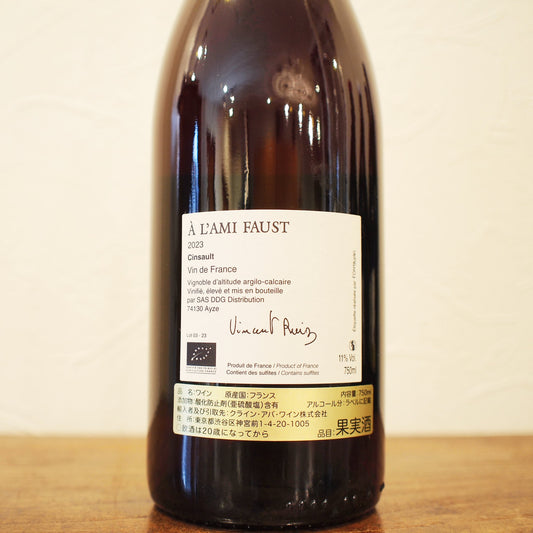 À L'AMI FAUST
2023
Cinsault
Vin de France
Vignoble d'altitude argilo-calcaire
Vinifié, élevé et mis en bouteille
par SAS DDG Distribution
74130 Ayze
Vincent Ruiz
Lot 03 - 23
Produit de France / Product of France
Contient des sulfites / Contains sulfites
11% Vol.
750ml
Etiquette réalisée par
品名:ワイン 原産国:フランス 内容量:750ml
添加物:酸化防止剤(亜硫酸塩)含有 アルコール分:ラベルに記載
輸入者及び引取先:クライン・アバ・ワイン株式会社
住所:東京都渋谷区神宮前1-4-20-1005
飲酒は20歳になってから
品目:果実酒